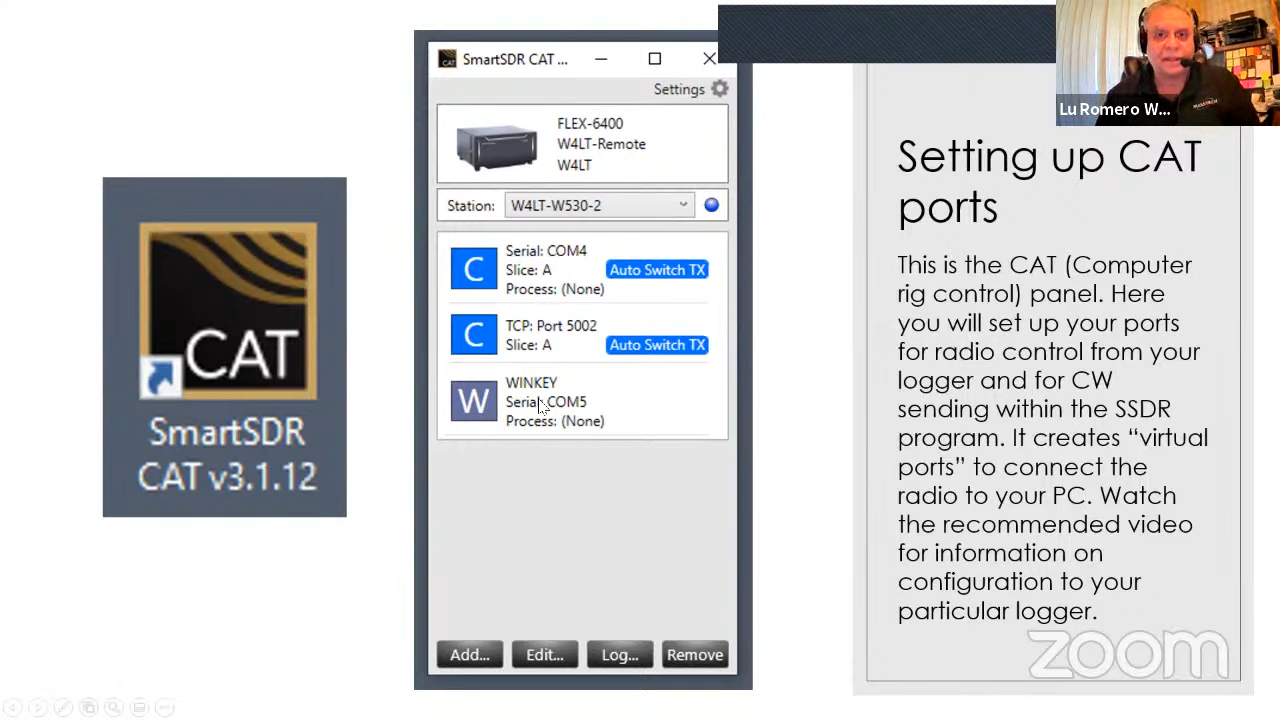 SmartSDR CAT ...
Settings
FLEX-6400
W4LT-Remote
W4LT
Station: W4LT-W530-2
C
Serial: COM4
Slice: A
Process: (None)
Auto Switch TX
C
TCP: Port 5002
Slice: A
Auto Switch TX
W
WINKEY
Serial: COM5
Process: (None)
Add...
Edit...
Log...
Remove
CAT
SmartSDR
CAT v3.1.12
Lu Romero W...
Setting up CAT
ports
This is the CAT (Computer
rig control) panel. Here
you will set up your ports
for radio control from your
logger and for CW
sending within the SSDR
program. It creates “virtual
ports” to connect the
radio to your PC. Watch
the recommended video
for information on
configuration to your
particular logger.
zoom